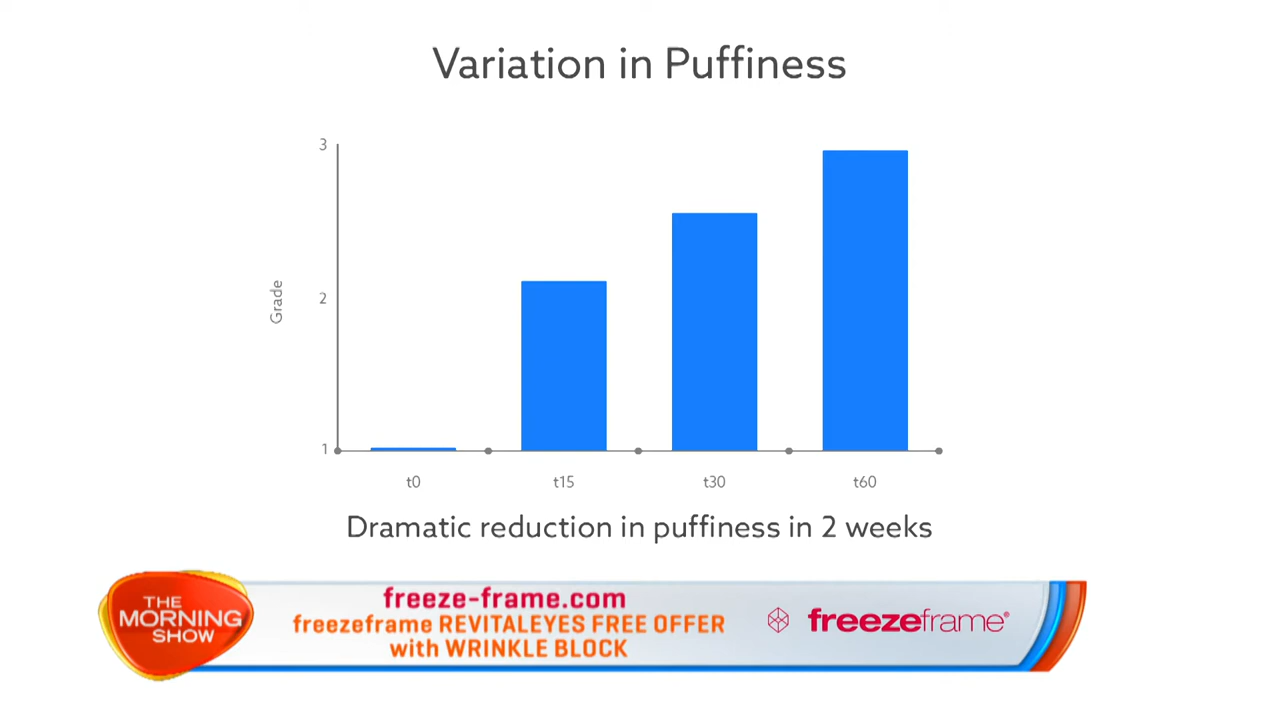 Variation in Puffiness
3
2
1
Grade
t0 t15 t30 t60
Dramatic reduction in puffiness in 2 weeks
THE
MORNING
SHOW
freeze-frame.com
freezeframe REVITALEYES FREE OFFER
with WRINKLE BLOCK
freezeframe®